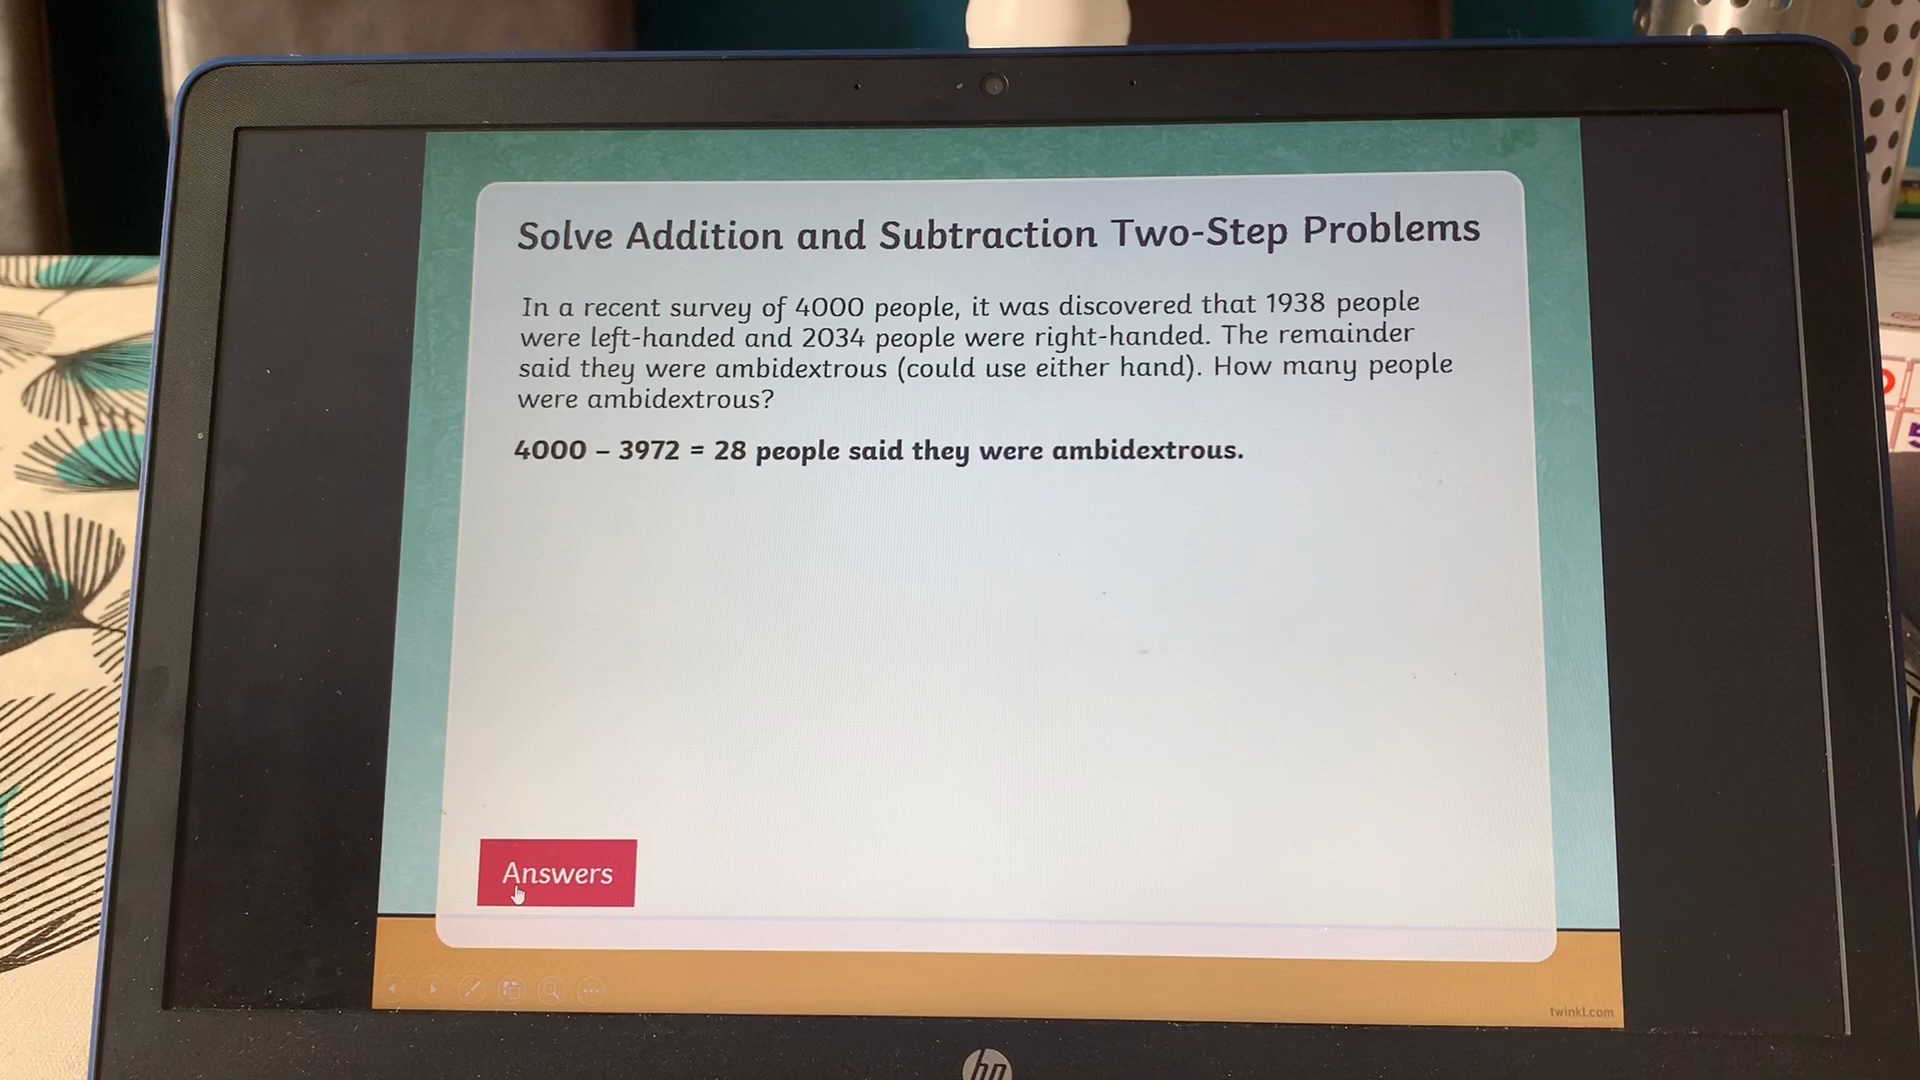 Solve Addition and Subtraction Two-Step Problems
In a recent survey of 4000 people, it was discovered that 1938 people
were left-handed and 2034 people were right-handed. The remainder
said they were ambidextrous (could use either hand). How many people
were ambidextrous?
4000 – 3972 = 28 people said they were ambidextrous.
Answers
twinkl.com
hp